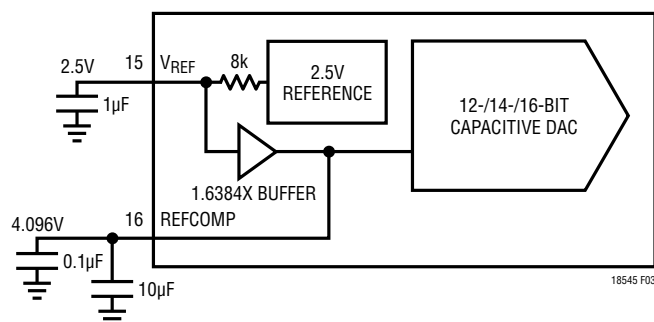 2.5V
15
VREF
8k
2.5V
REFERENCE
12-/14-/16-BIT
CAPACITIVE DAC
1µF
1.6384X BUFFER
16
REFCOMP
4.096V
0.1µF
10µF
18545 F03